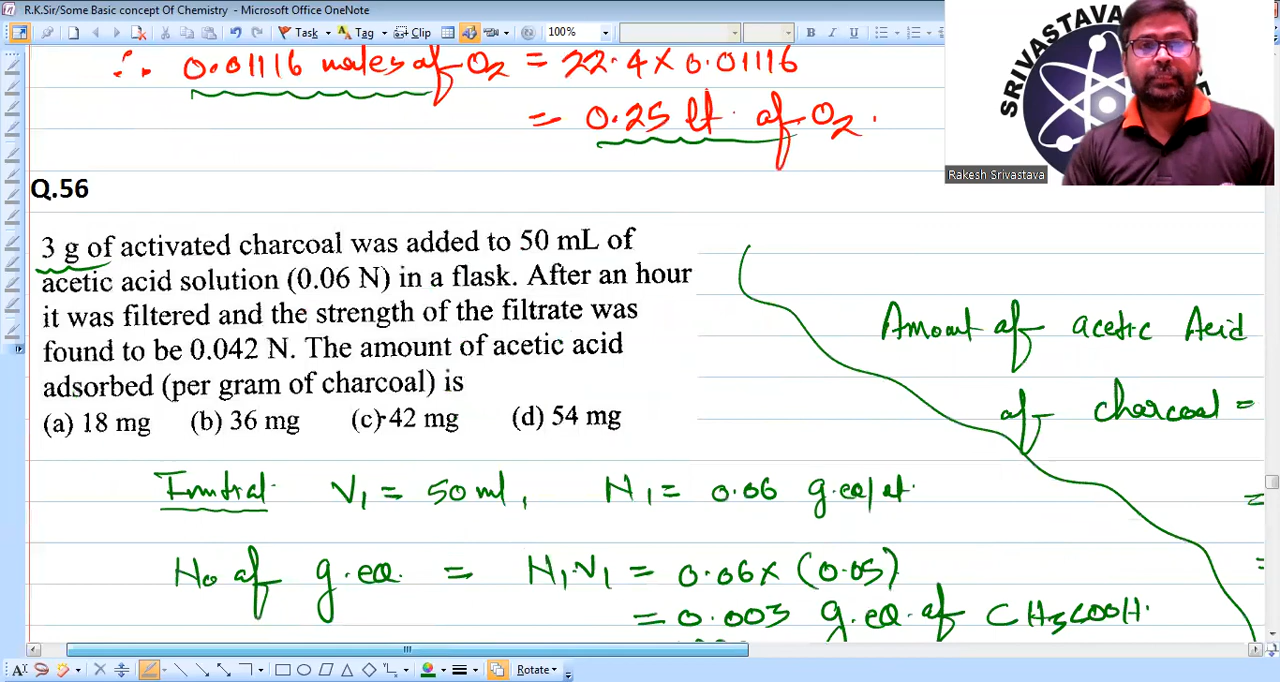 R.K.Sir/Some Basic concept Of Chemistry - Microsoft Office OneNote
Task Tag Clip 100% B I U
∴ 0.01116 moles of O2 = 22.4 × 0.01116
= 0.25 lt. of O2.
SRIVASTAVA
Rakesh Srivastava
Q.56
3 g of activated charcoal was added to 50 mL of
acetic acid solution (0.06 N) in a flask. After an hour
it was filtered and the strength of the filtrate was
found to be 0.042 N. The amount of acetic acid
adsorbed (per gram of charcoal) is
(a) 18 mg (b) 36 mg (c) 42 mg (d) 54 mg
Amount of acetic Acid
of charcoal =
Initial V1 = 50 ml, N1 = 0.06 g.eq/lt.
No of g.eq. = N1.V1 = 0.06 × (0.05)
= 0.003 g.eq. of CH3COOH.
Rotate